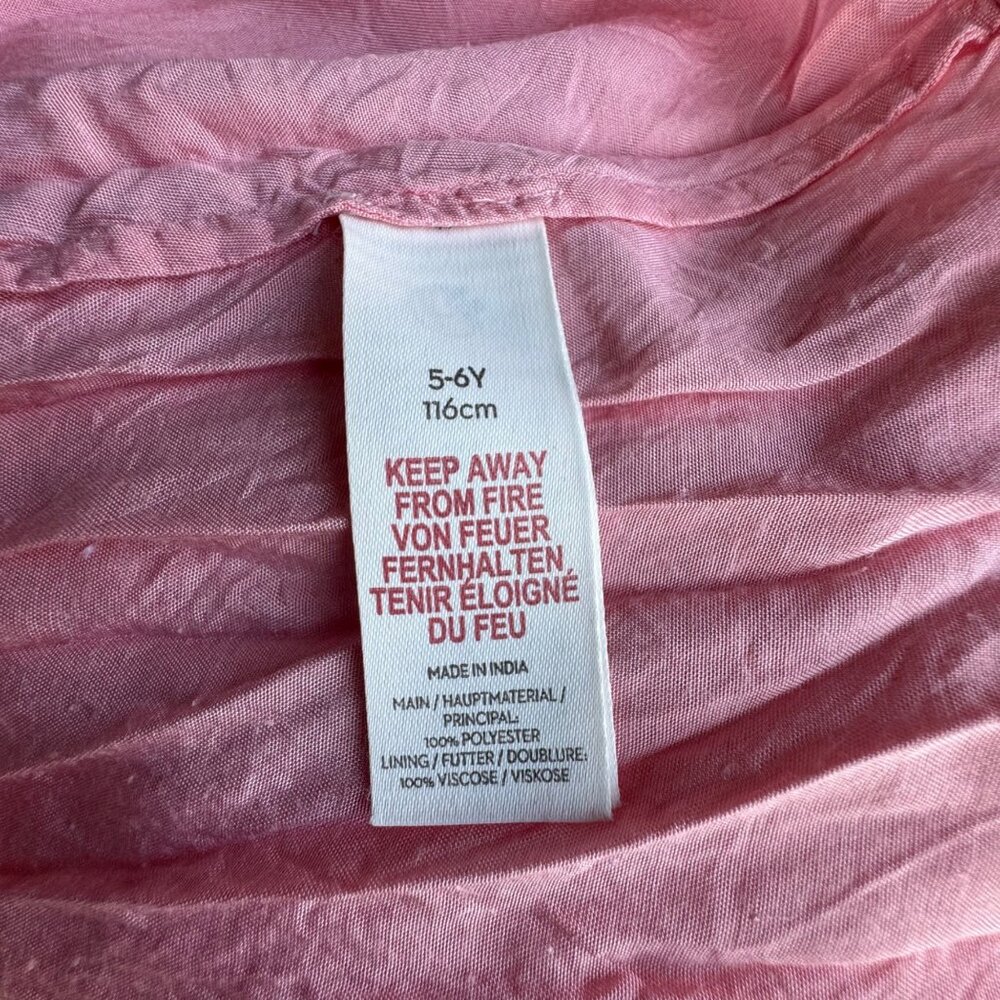 5-6Y
116cm
KEEP AWAY
FROM FIRE
VON FEUER
FERNHALTEN
TENIR ÉLOIGNÉ
DU FEU
MADE IN INDIA
MAIN / HAUPTMATERIAL /
PRINCIPAL:
100% POLYESTER
LINING / FUTTER / DOUBLURE:
100% VISCOSE / VISKOSE